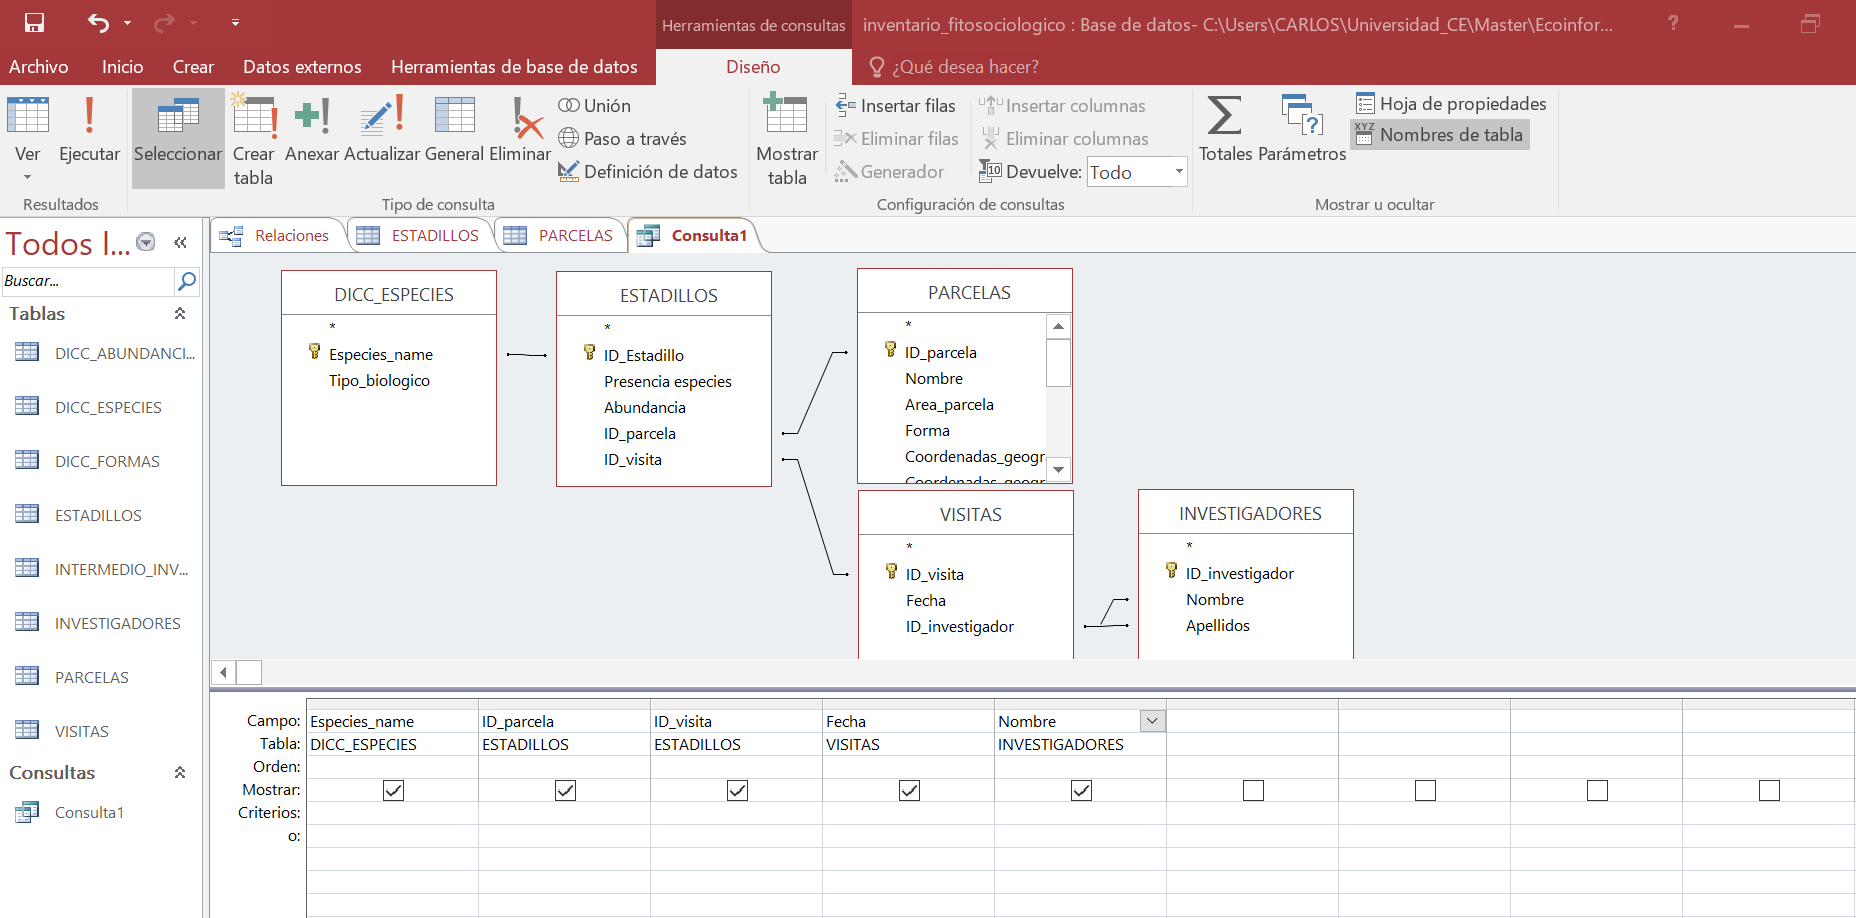 Herramientas de consultas
inventario_fitosociologico : Base de datos- C:\Users\CARLOS\Universidad_CE\Master\Ecoinfor...
?
Archivo Inicio Crear Datos externos Herramientas de base de datos Diseño ¿Qué desea hacer?
Ver
Ejecutar
Resultados
Seleccionar
Crear
tabla
Anexar
Actualizar
General
Eliminar
Unión
Paso a través
Definición de datos
Tipo de consulta
Mostrar
tabla
Insertar filas
Eliminar filas
Generador
Insertar columnas
Eliminar columnas
Devuelve: Todo
Configuración de consultas
Totales
Parámetros
Hoja de propiedades
Nombres de tabla
Mostrar u ocultar
Todos l...
Buscar...
Tablas
DICC_ABUNDANCI...
DICC_ESPECIES
DICC_FORMAS
ESTADILLOS
INTERMEDIO_INV...
INVESTIGADORES
PARCELAS
VISITAS
Consultas
Consulta1
Relaciones ESTADILLOS PARCELAS Consulta1
DICC_ESPECIES
*
Especies_name
Tipo_biologico
ESTADILLOS
*
ID_Estadillo
Presencia especies
Abundancia
ID_parcela
ID_visita
PARCELAS
*
ID_parcela
Nombre
Area_parcela
Forma
Coordenadas_geogr
Coordenadas_geogr
VISITAS
*
ID_visita
Fecha
ID_investigador
INVESTIGADORES
*
ID_investigador
Nombre
Apellidos
Campo: Especies_name ID_parcela ID_visita Fecha Nombre
Tabla: DICC_ESPECIES ESTADILLOS ESTADILLOS VISITAS INVESTIGADORES
Orden:
Mostrar:
Criterios:
o: